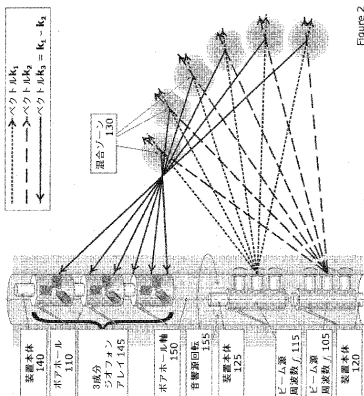 ベクトルk₁
ベクトルk₂
ベクトルk₃ = k₁ - k₂
混合ゾーン
130
装置本体
140
ボアホール
110
3成分
ジオフォン
アレイ 145
ボアホール軸
150
音響源回転
155
装置本体
125
ビーム源
周波数 f 115
ビーム源
周波数 f 105
装置本体
120
Figure 2